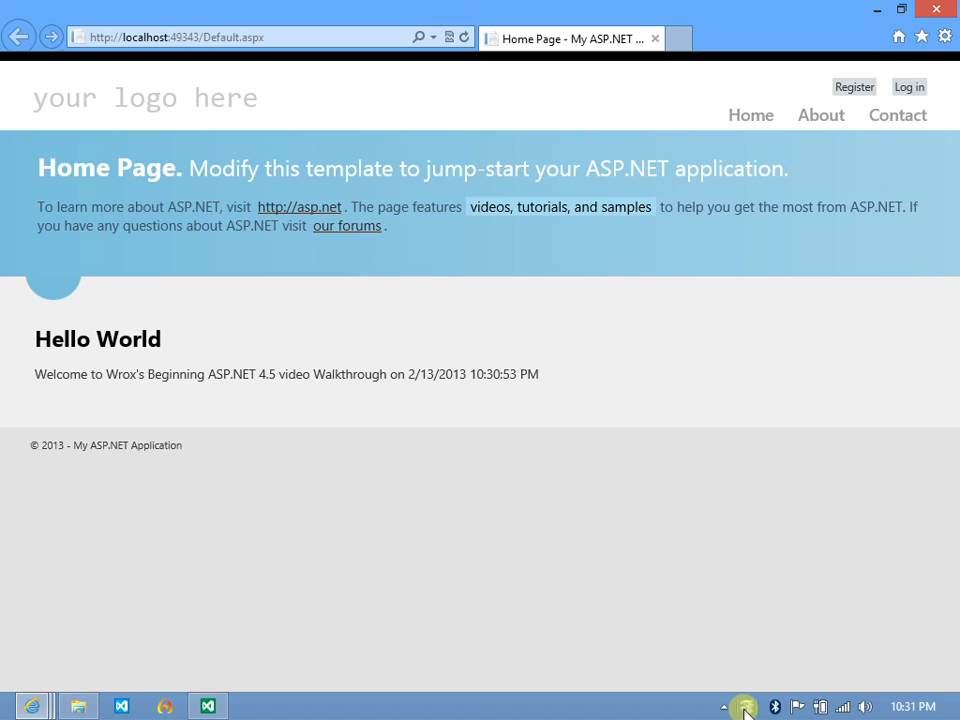 http://localhost:49343/Default.aspx
Home Page - My ASP.NET ...
your logo here
Register Log in
Home About Contact
Home Page. Modify this template to jump-start your ASP.NET application.
To learn more about ASP.NET, visit http://asp.net. The page features videos, tutorials, and samples to help you get the most from ASP.NET. If
you have any questions about ASP.NET visit our forums.
Hello World
Welcome to Wrox's Beginning ASP.NET 4.5 video Walkthrough on 2/13/2013 10:30:53 PM
© 2013 - My ASP.NET Application
10:31 PM